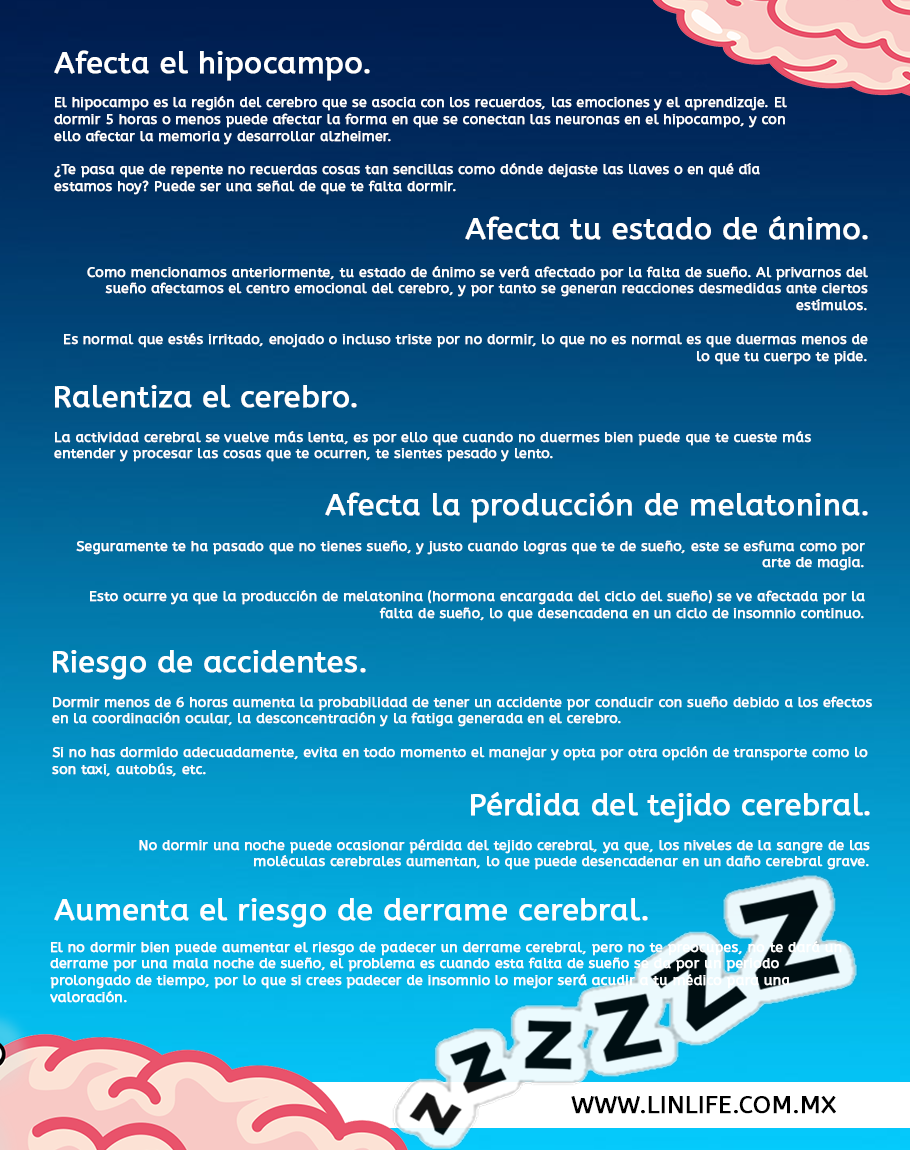 Afecta el hipocampo.
El hipocampo es la región del cerebro que se asocia con los recuerdos, las emociones y el aprendizaje. El
dormir 5 horas o menos puede afectar la forma en que se conectan las neuronas en el hipocampo, y con
ello afectar la memoria y desarrollar alzheimer.
¿Te pasa que de repente no recuerdas cosas tan sencillas como dónde dejaste las llaves o en qué día
estamos hoy? Puede ser una señal de que te falta dormir.
Afecta tu estado de ánimo.
Como mencionamos anteriormente, tu estado de ánimo se verá afectado por la falta de sueño. Al privarnos del
sueño afectamos el centro emocional del cerebro, y por tanto se generan reacciones desmedidas ante ciertos
estímulos.
Es normal que estés irritado, enojado o incluso triste por no dormir, lo que no es normal es que duermas menos de
lo que tu cuerpo te pide.
Ralentiza el cerebro.
La actividad cerebral se vuelve más lenta, es por ello que cuando no duermes bien puede que te cueste más
entender y procesar las cosas que te ocurren, te sientes pesado y lento.
Afecta la producción de melatonina.
Seguramente te ha pasado que no tienes sueño, y justo cuando logras que te de sueño, este se esfuma como por
arte de magia.
Esto ocurre ya que la producción de melatonina (hormona encargada del ciclo del sueño) se ve afectada por la
falta de sueño, lo que desencadena en un ciclo de insomnio continuo.
Riesgo de accidentes.
Dormir menos de 6 horas aumenta la probabilidad de tener un accidente por conducir con sueño debido a los efectos
en la coordinación ocular, la desconcentración y la fatiga generada en el cerebro.
Si no has dormido adecuadamente, evita en todo momento el manejar y opta por otra opción de transporte como lo
son taxi, autobús, etc.
Pérdida del tejido cerebral.
No dormir una noche puede ocasionar pérdida del tejido cerebral, ya que, los niveles de la sangre de las
moléculas cerebrales aumentan, lo que puede desencadenar en un daño cerebral grave.
Aumenta el riesgo de derrame cerebral.
El no dormir bien puede aumentar el riesgo de padecer un derrame cerebral, pero no te preocupes, no te dará un
derrame por una mala noche de sueño, el problema es cuando esta falta de sueño se da por un periodo
prolongado de tiempo, por lo que si crees padecer de insomnio lo mejor será acudir a tu médico para una
valoración.
z z z z z z
WWW.LINLIFE.COM.MX